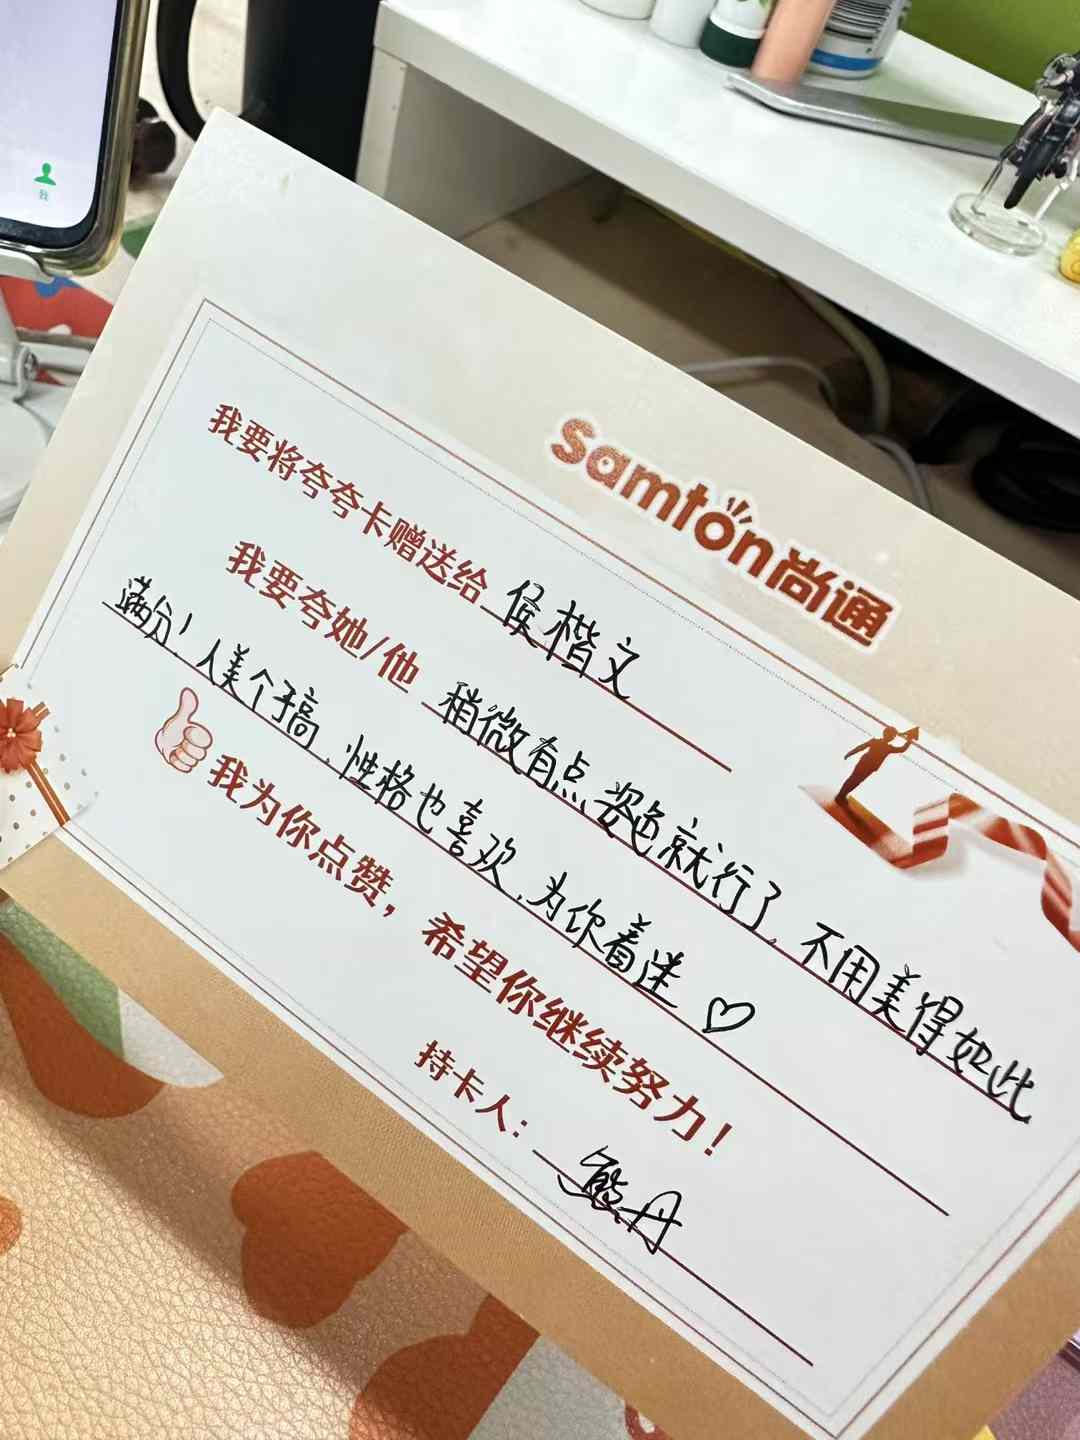 我
samton尚通
我要将夸夸卡赠送给 侯楷文
我要夸她/他 稍微有点姿色就行了,不用美得如此
满分!人美个子高、性格也喜欢、为你着迷♡
我为你点赞,希望你继续努力!
持卡人: 熊丹